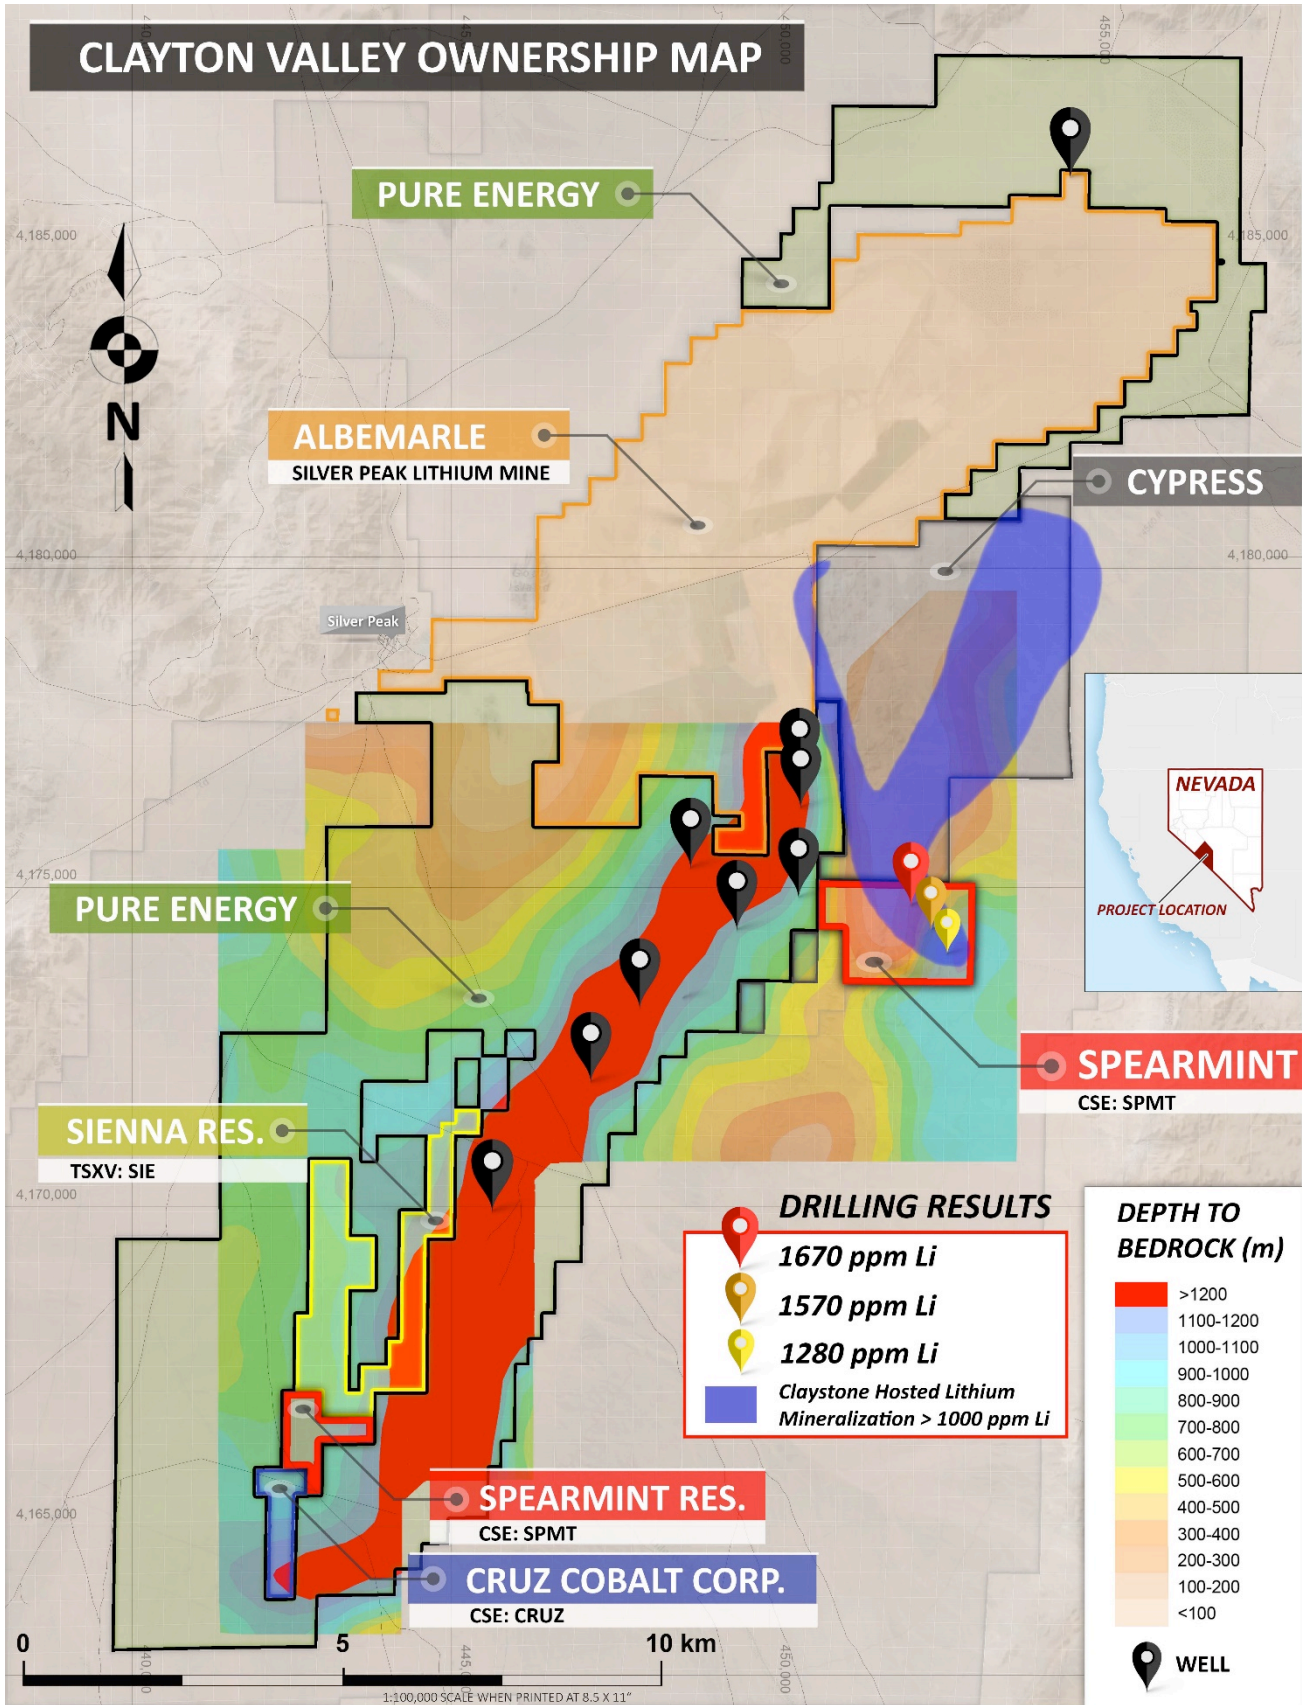 CLAYTON VALLEY OWNERSHIP MAP
450,000
455,000
PURE ENERGY
4,185,000
4,185,000
N
ALBEMARLE
SILVER PEAK LITHIUM MINE
CYPRESS
4,180,000
4,180,000
Silver Peak
NEVADA
PROJECT LOCATION
4,175,000
PURE ENERGY
SPEARMINT
CSE: SPMT
SIENNA RES.
TSXV: SIE
4,170,000
DRILLING RESULTS
1670 ppm Li
1570 ppm Li
1280 ppm Li
Claystone Hosted Lithium
Mineralization > 1000 ppm Li
DEPTH TO
BEDROCK (m)
>1200
1100-1200
1000-1100
900-1000
800-900
700-800
600-700
500-600
400-500
300-400
200-300
100-200
<100
WELL
4,165,000
SPEARMINT RES.
CSE: SPMT
CRUZ COBALT CORP.
CSE: CRUZ
0
5
10 km
450,000
1:100,000 SCALE WHEN PRINTED AT 8.5 X 11"